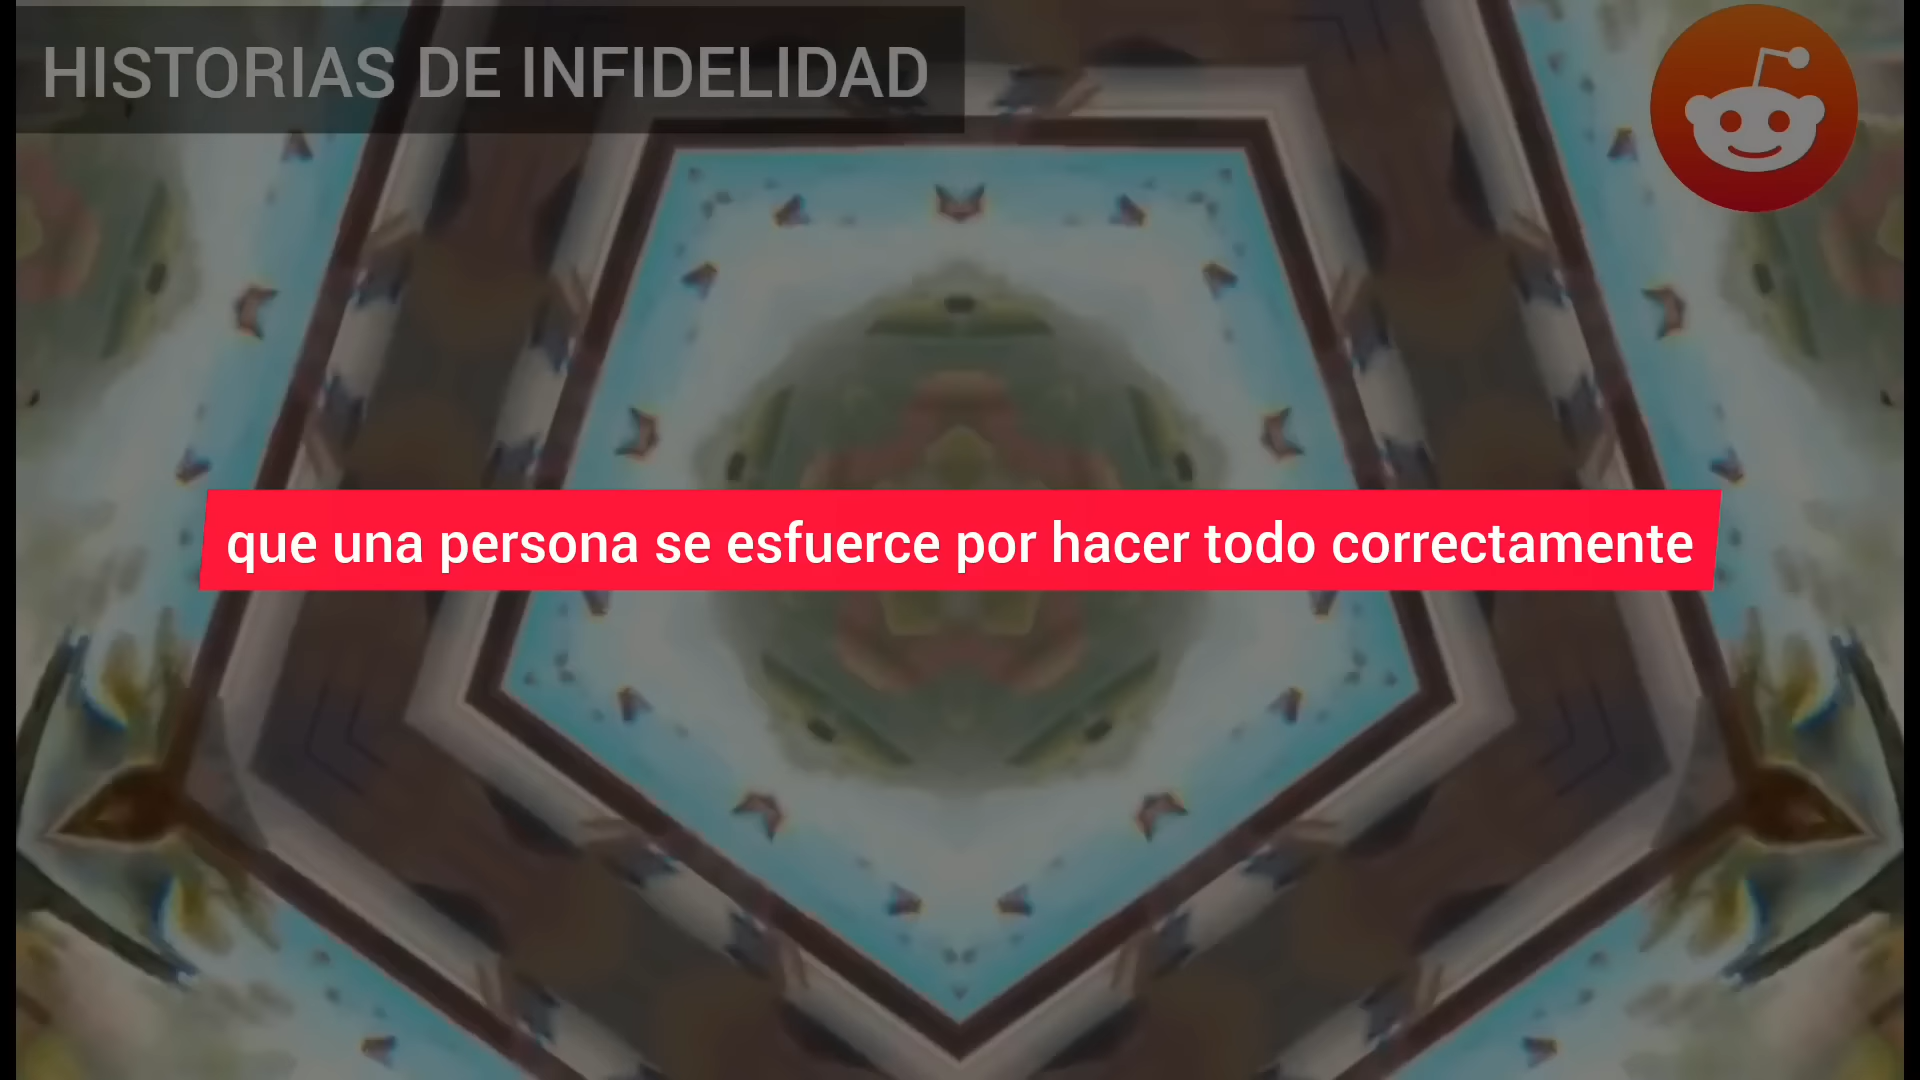 HISTORIAS DE INFIDELIDAD
que una persona se esfuerce por hacer todo correctamente